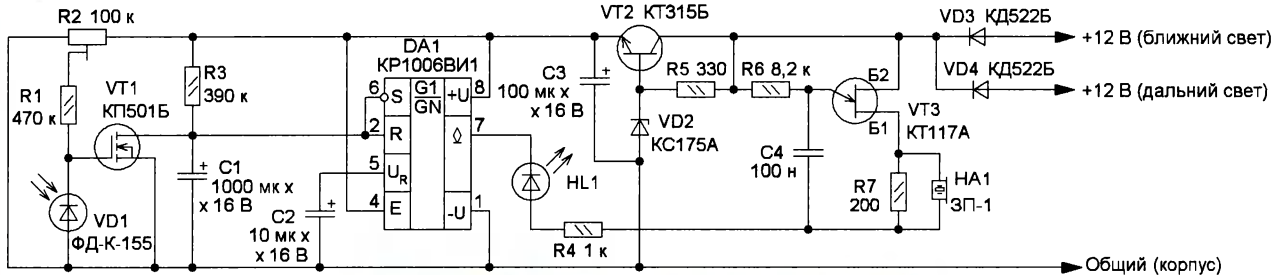 R2 100 к
R1
470 к
VT1
КП501Б
R3
390 к
C1
1000 мк х
х 16 В
VD1
ФД-К-155
C2
10 мк х
х 16 В
DA1
КР1006ВИ1
6
2
5
4
S
R
UR
E
G1
GN
+U
◊
-U
8
7
1
HL1
R4 1 к
C3
100 мк х
х 16 В
VT2 КТ315Б
R5 330
VD2
КС175А
R6 8,2 к
C4
100 н
Б2
Б1
VT3
КТ117А
R7
200
НА1
ЗП-1
VD3 КД522Б
+12 В (ближний свет)
VD4 КД522Б
+12 В (дальний свет)
Общий (корпус)